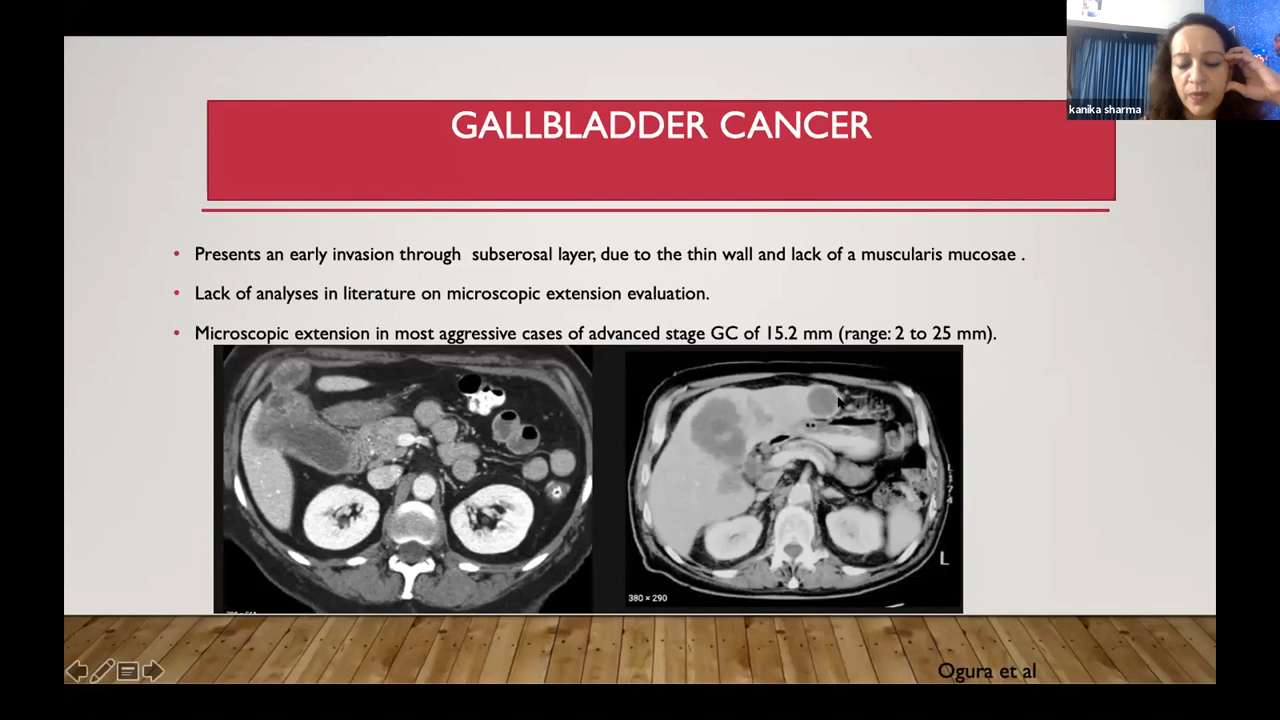 kanika sharma
GALLBLADDER CANCER
• Presents an early invasion through subserosal layer, due to the thin wall and lack of a muscularis mucosae .
• Lack of analyses in literature on microscopic extension evaluation.
• Microscopic extension in most aggressive cases of advanced stage GC of 15.2 mm (range: 2 to 25 mm).
L
380 × 290
Ogura et al